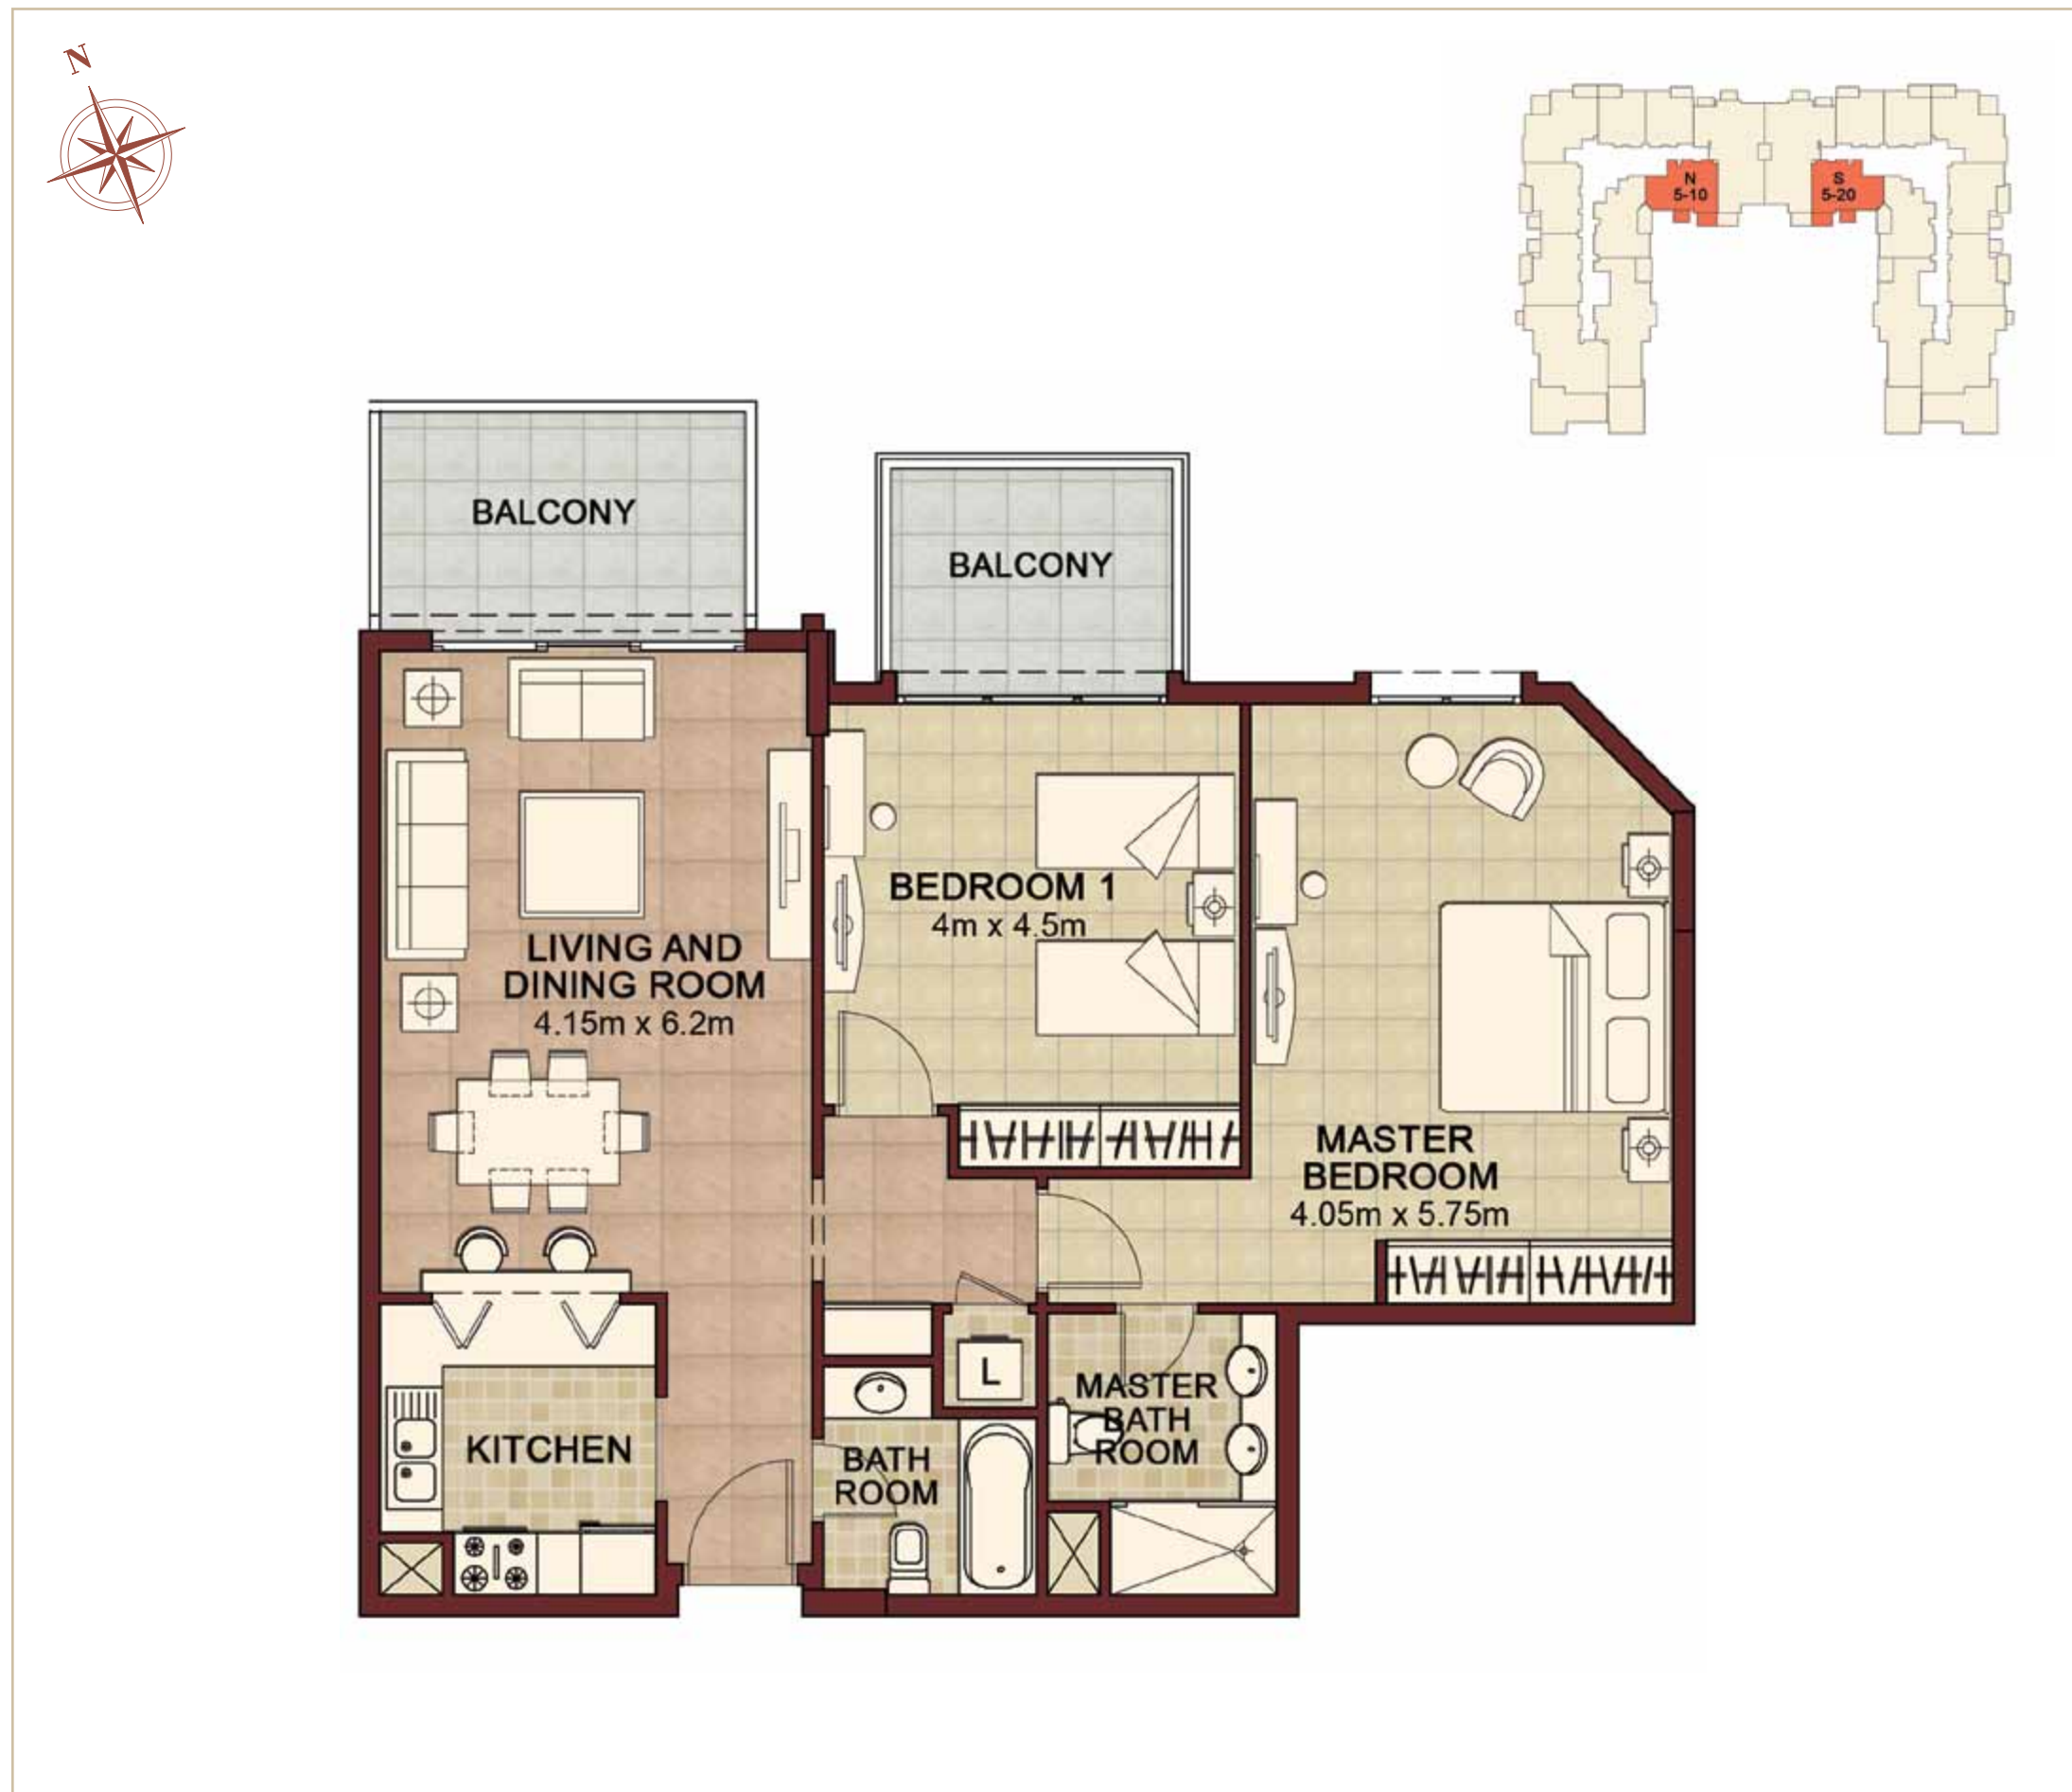 N
N
5-10
S
5-20
BALCONY
BALCONY
BEDROOM 1
4m x 4.5m
LIVING AND
DINING ROOM
4.15m x 6.2m
MASTER
BEDROOM
4.05m x 5.75m
L
MASTER
BATH
ROOM
KITCHEN
BATH
ROOM